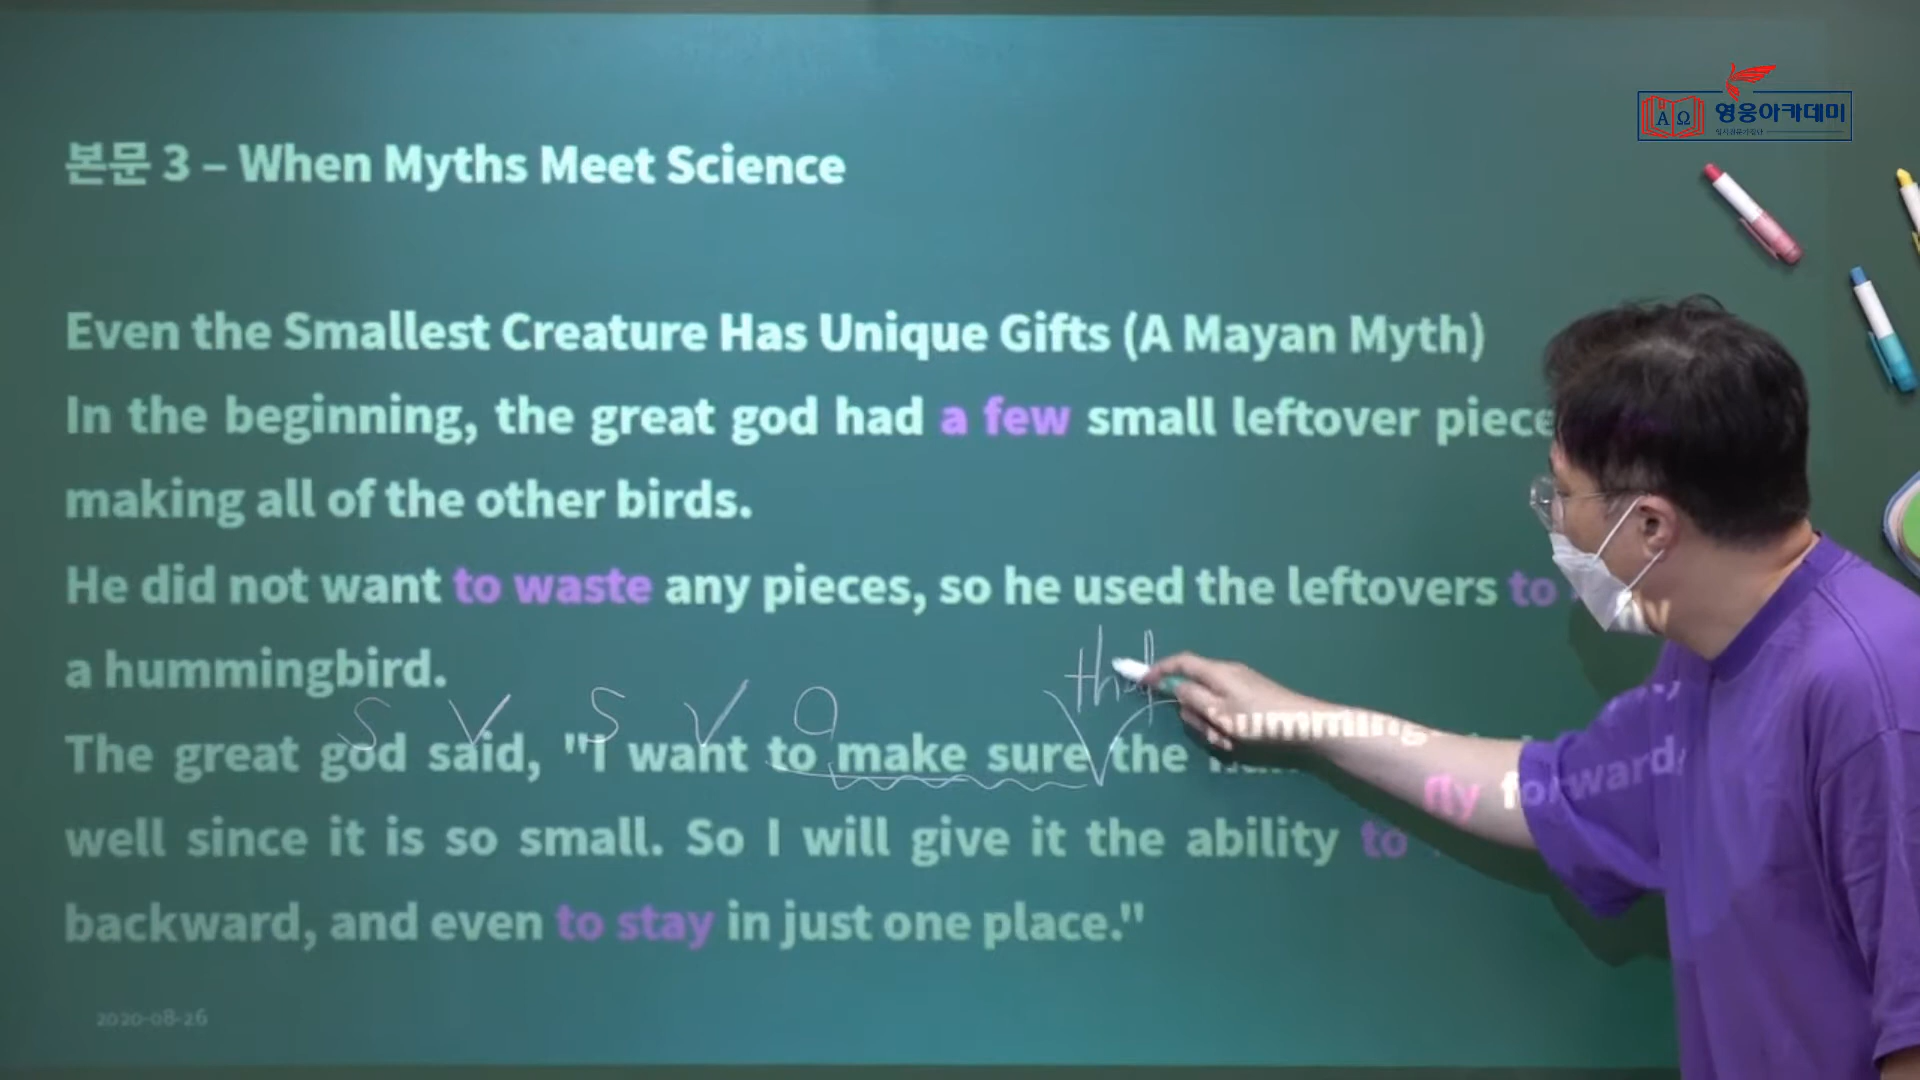 영웅아카데미
본문 3 – When Myths Meet Science
Even the Smallest Creature Has Unique Gifts (A Mayan Myth)
In the beginning, the great god had a few small leftover piece
making all of the other birds.
He did not want to waste any pieces, so he used the leftovers to
a hummingbird.
S V S V O that
The great god said, "I want to make sure the humming
well since it is so small. So I will give it the ability to fly forward,
backward, and even to stay in just one place."
2020-08-26